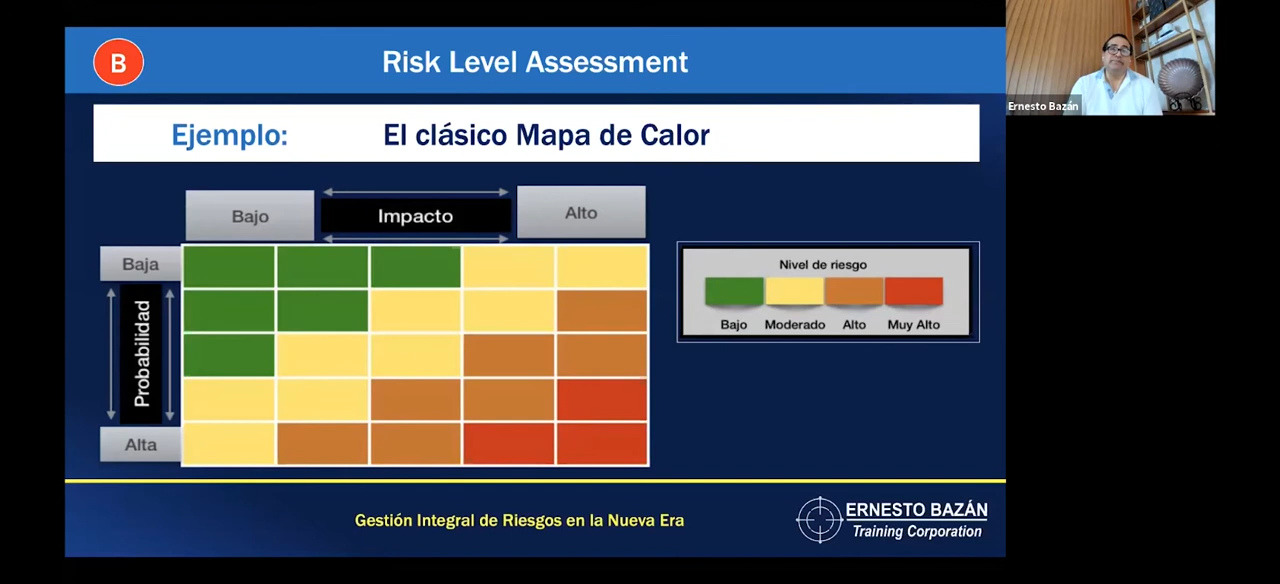 B
Risk Level Assessment
Ernesto Bazán
Ejemplo: El clásico Mapa de Calor
Bajo Impacto Alto
Baja
Probabilidad
Alta
Nivel de riesgo
Bajo Moderado Alto Muy Alto
Gestión Integral de Riesgos en la Nueva Era
ERNESTO BAZÁN
Training Corporation